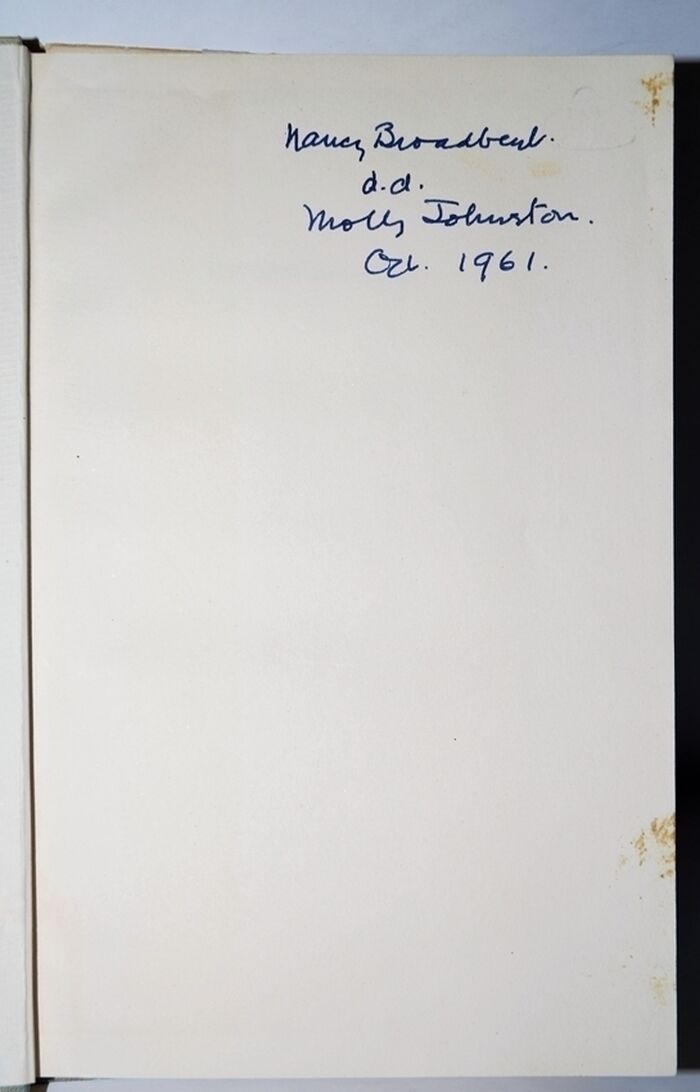 Nancy Broadbent.
d.d.
Molly Johnston.
Oct. 1961.